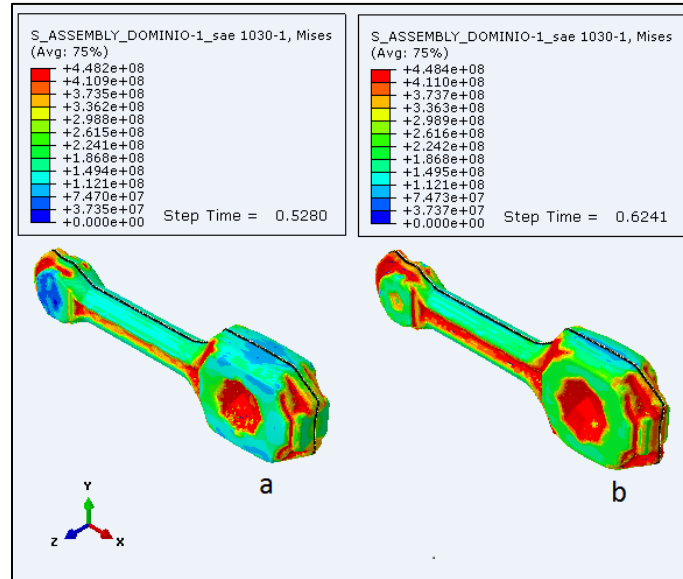 S_ASSEMBLY_DOMINIO-1_sae 1030-1, Mises
(Avg: 75%)
+4.482e+08
+4.109e+08
+3.735e+08
+3.362e+08
+2.988e+08
+2.615e+08
+2.241e+08
+1.868e+08
+1.494e+08
+1.121e+08
+7.470e+07
+3.735e+07
+0.000e+00
Step Time = 0.5280
S_ASSEMBLY_DOMINIO-1_sae 1030-1, Mises
(Avg: 75%)
+4.484e+08
+4.110e+08
+3.737e+08
+3.363e+08
+2.989e+08
+2.616e+08
+2.242e+08
+1.868e+08
+1.495e+08
+1.121e+08
+7.473e+07
+3.737e+07
+0.000e+00
Step Time = 0.6241
a
b
Y
Z
X